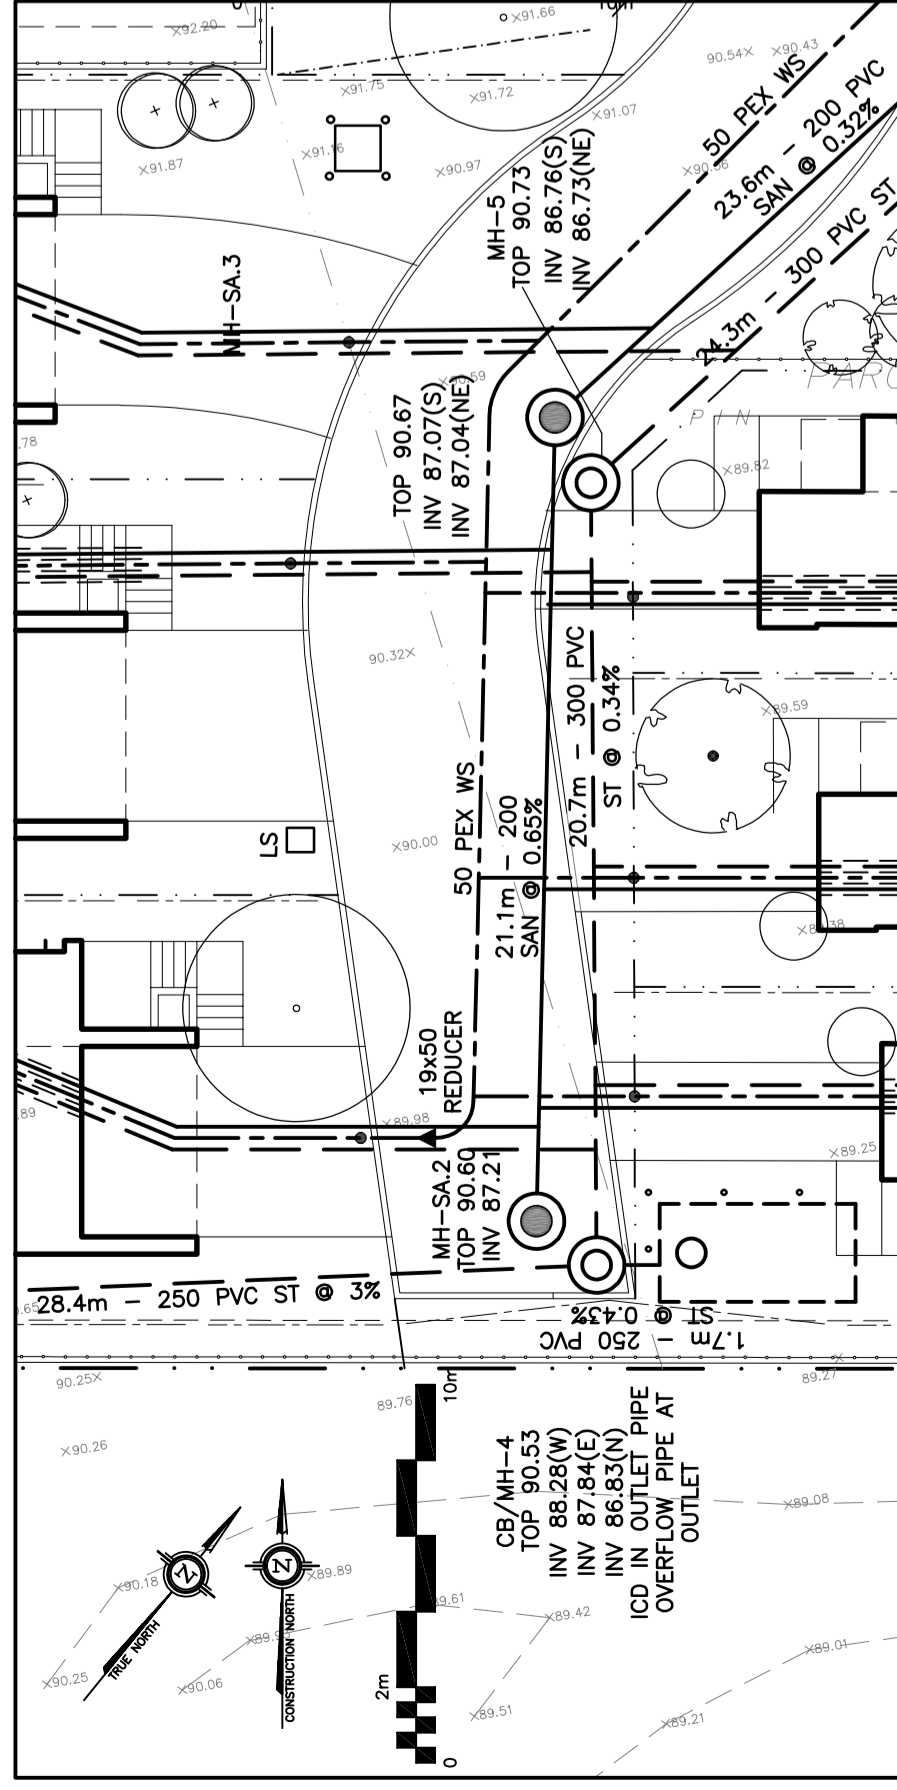 ×92.20
×91.66
10m
×91.75
×91.72
90.54×
×90.43
×91.07
×91.87
×91.16
×90.97
50 PEX WS
23.6m - 200 PVC
SAN @ 0.32%
24.3m - 300 PVC ST
MH-5
TOP 90.73
INV 86.76(S)
INV 86.73(NE)
MH-SA.3
TOP 90.67
INV 87.07(S)
INV 87.04(NE)
P I N
×89.82
.78
90.32×
20.7m - 300 PVC
ST @ 0.34%
×89.59
LS
×90.00
50 PEX WS
21.1m - 200
SAN @ 0.65%
19x50
REDUCER
.89
×89.98
×89.25
MH-SA.2
TOP 90.60
INV 87.21
28.4m - 250 PVC ST @ 3%
.65
1.7m - 250 PVC
ST @ 0.43%
90.25×
89.76
89.27
10m
×90.26
CB/MH-4
TOP 90.53
INV 88.28(W)
INV 87.84(E)
INV 86.83(N)
ICD IN OUTLET PIPE
OVERFLOW PIPE AT
OUTLET
×89.08
×90.18
×89.89
N
N
TRUE NORTH
CONSTRUCTION NORTH
×89.42
×89.01
×90.25
×90.06
2m
0
×89.51
×89.21